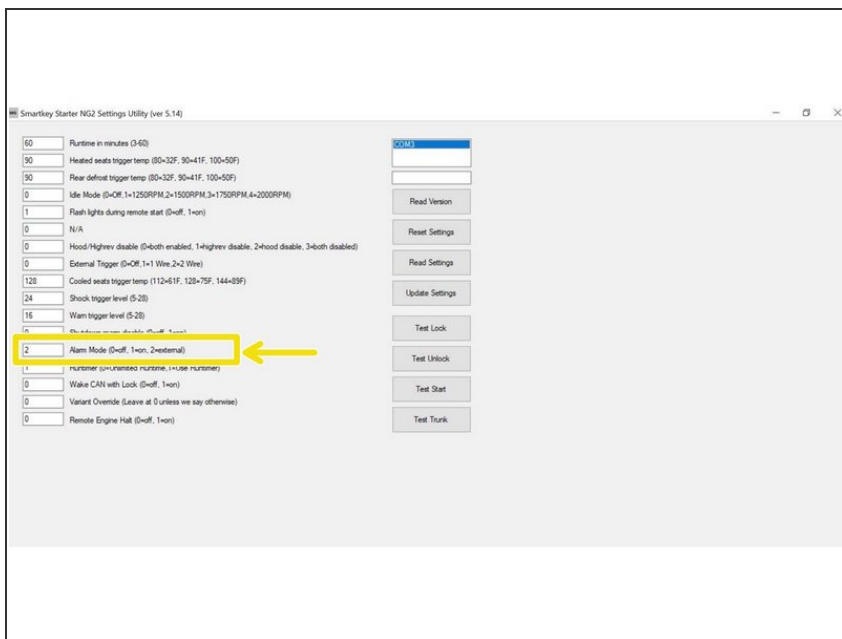 Smartkey Starter NG2 Settings Utility (ver 5.14)
60 Runtime in minutes (3-60)
90 Heated seats trigger temp (80=32F, 90=41F, 100=50F)
90 Rear defrost trigger temp (80=32F, 90=41F, 100=50F)
0 Idle Mode (0=Off,1=1250RPM,2=1500RPM,3=1750RPM,4=2000RPM)
1 Flash lights during remote start (0=off, 1=on)
0 N/A
0 Hood/Highrev disable (0=both enabled, 1=highrev disable, 2=hood disable, 3=both disabled)
0 External Trigger (0=Off,1=1 Wire,2=2 Wire)
128 Cooled seats trigger temp (112=61F, 128=75F, 144=89F)
24 Shock trigger level (5-28)
16 Warn trigger level (5-28)
2 Alarm Mode (0=off, 1=on, 2=external)
1 Runtimer (0=Unlimited Runtime,1=Use Runtimer)
0 Wake CAN with Lock (0=off, 1=on)
0 Variant Override (Leave at 0 unless we say otherwise)
0 Remote Engine Halt (0=off, 1=on)
COM3
Read Version
Reset Settings
Read Settings
Update Settings
Test Lock
Test Unlock
Test Start
Test Trunk